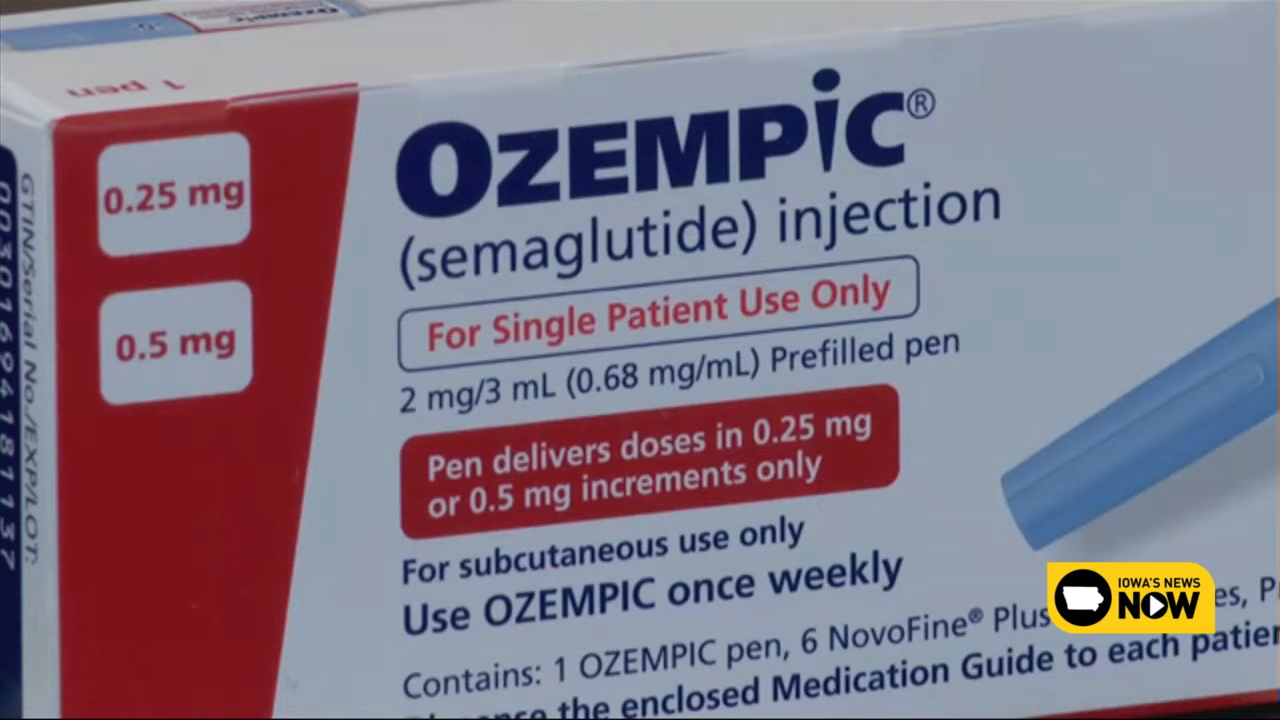 Ozempic
1 pen
GTIN/Serial No./EXP/LOT:
00301694181137
0.25 mg
0.5 mg
OZEMPIC®
(semaglutide) injection
For Single Patient Use Only
2 mg/3 mL (0.68 mg/mL) Prefilled pen
Pen delivers doses in 0.25 mg
or 0.5 mg increments only
For subcutaneous use only
Use OZEMPIC once weekly
Contains: 1 OZEMPIC pen, 6 NovoFine® Plus
the enclosed Medication Guide to each
IOWA'S NEWS
NOW